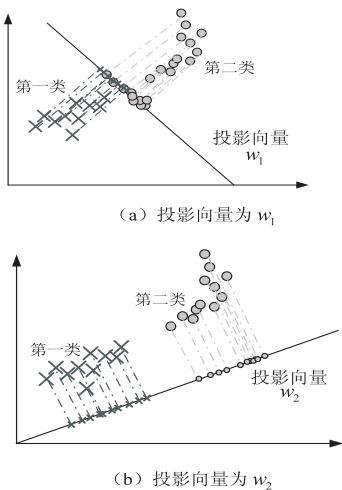 第一类
第二类
投影向量
w₁
(a) 投影向量为 w₁
第二类
第一类
投影向量
w₂
(b) 投影向量为 w₂